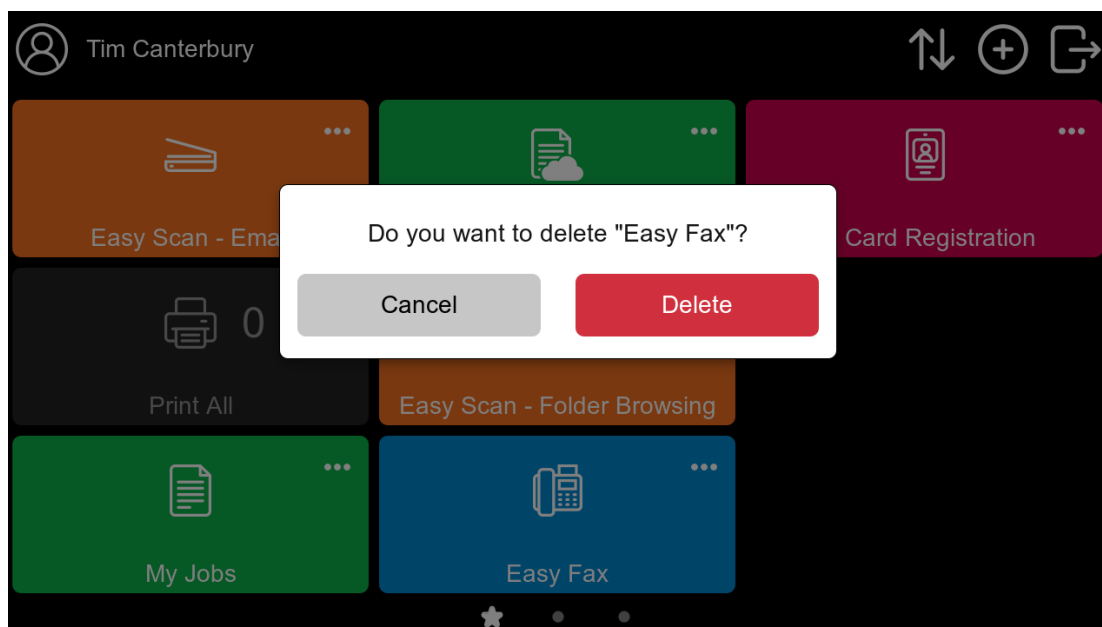 Tim Canterbury
Do you want to delete "Easy Fax"?
Cancel
Delete
Easy Scan - Ema
Card Registration
0
Print All
Easy Scan - Folder Browsing
My Jobs
Easy Fax